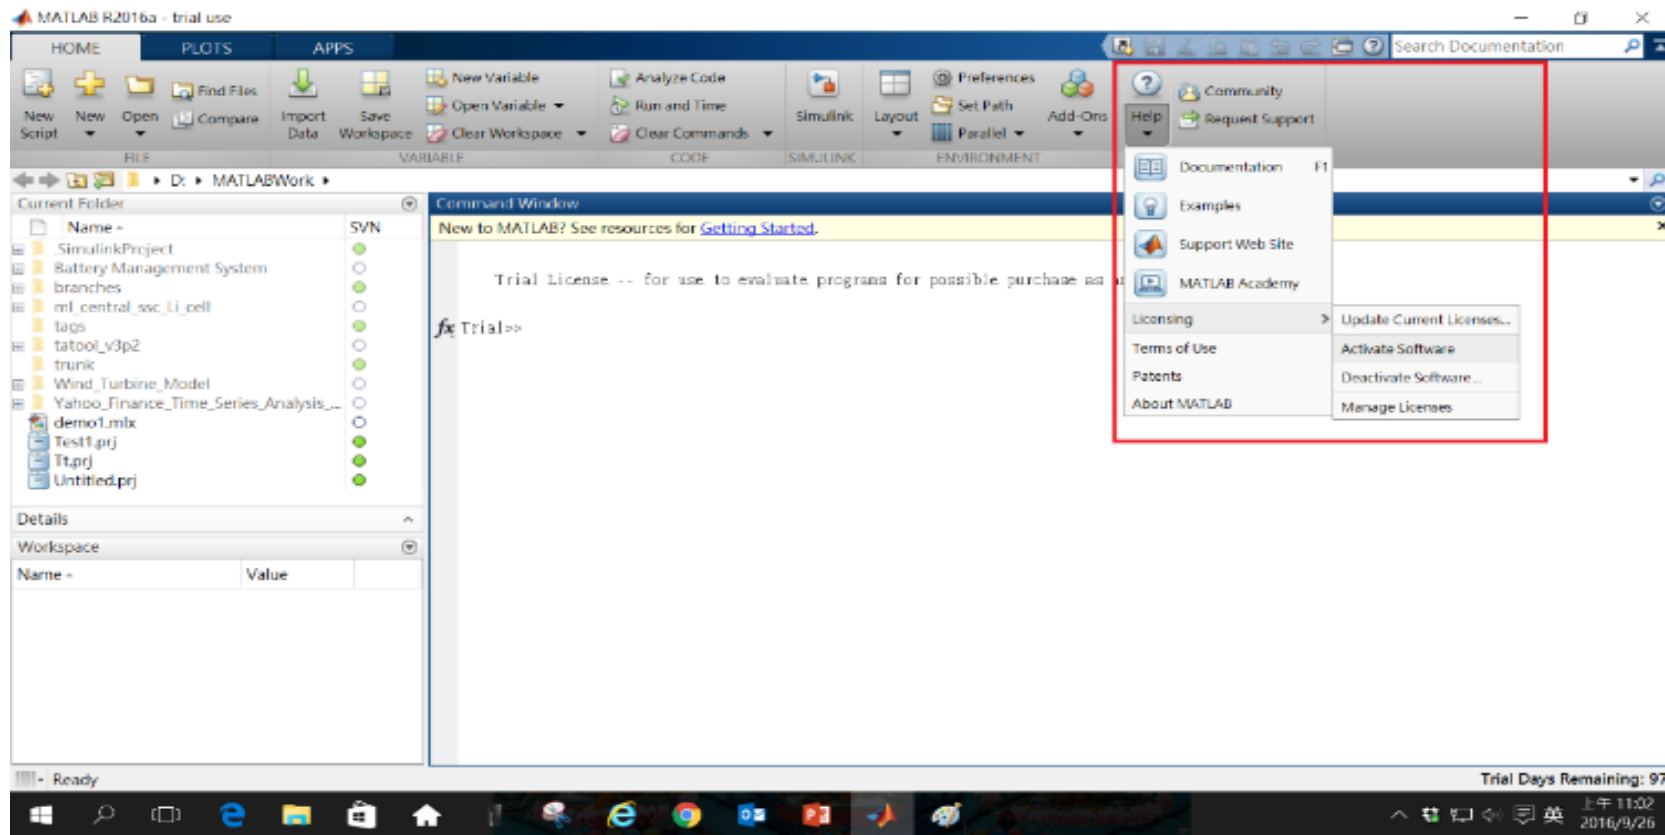 MATLAB R2016a - trial use
HOME PLOTS APPS
Search Documentation
New Script
New
Open
Find Files
Compare
Import Data
Save Workspace
New Variable
Open Variable
Clear Workspace
Analyze Code
Run and Time
Clear Commands
Simulink
Layout
Preferences
Set Path
Parallel
Add-Ons
Help
Community
Request Support
FILE VARIABLE CODE SIMULINK ENVIRONMENT
D: MATLABWork
Current Folder
Name SVN
.SimulinkProject
Battery Management System
branches
ml_central_ssc_Li_cell
tags
tatool_v3p2
trunk
Wind_Turbine_Model
Yahoo_Finance_Time_Series_Analysis_...
demo1.mlx
Test1.prj
Tt.prj
Untitled.prj
Details
Workspace
Name Value
Command Window
New to MATLAB? See resources for Getting Started.
Trial License -- for use to evaluate programs for possible purchase as
fx Trial>>
Documentation F1
Examples
Support Web Site
MATLAB Academy
Licensing
Terms of Use
Patents
About MATLAB
Update Current Licenses...
Activate Software
Deactivate Software...
Manage Licenses
Ready
Trial Days Remaining: 97
英
上午 11:02
2016/9/26